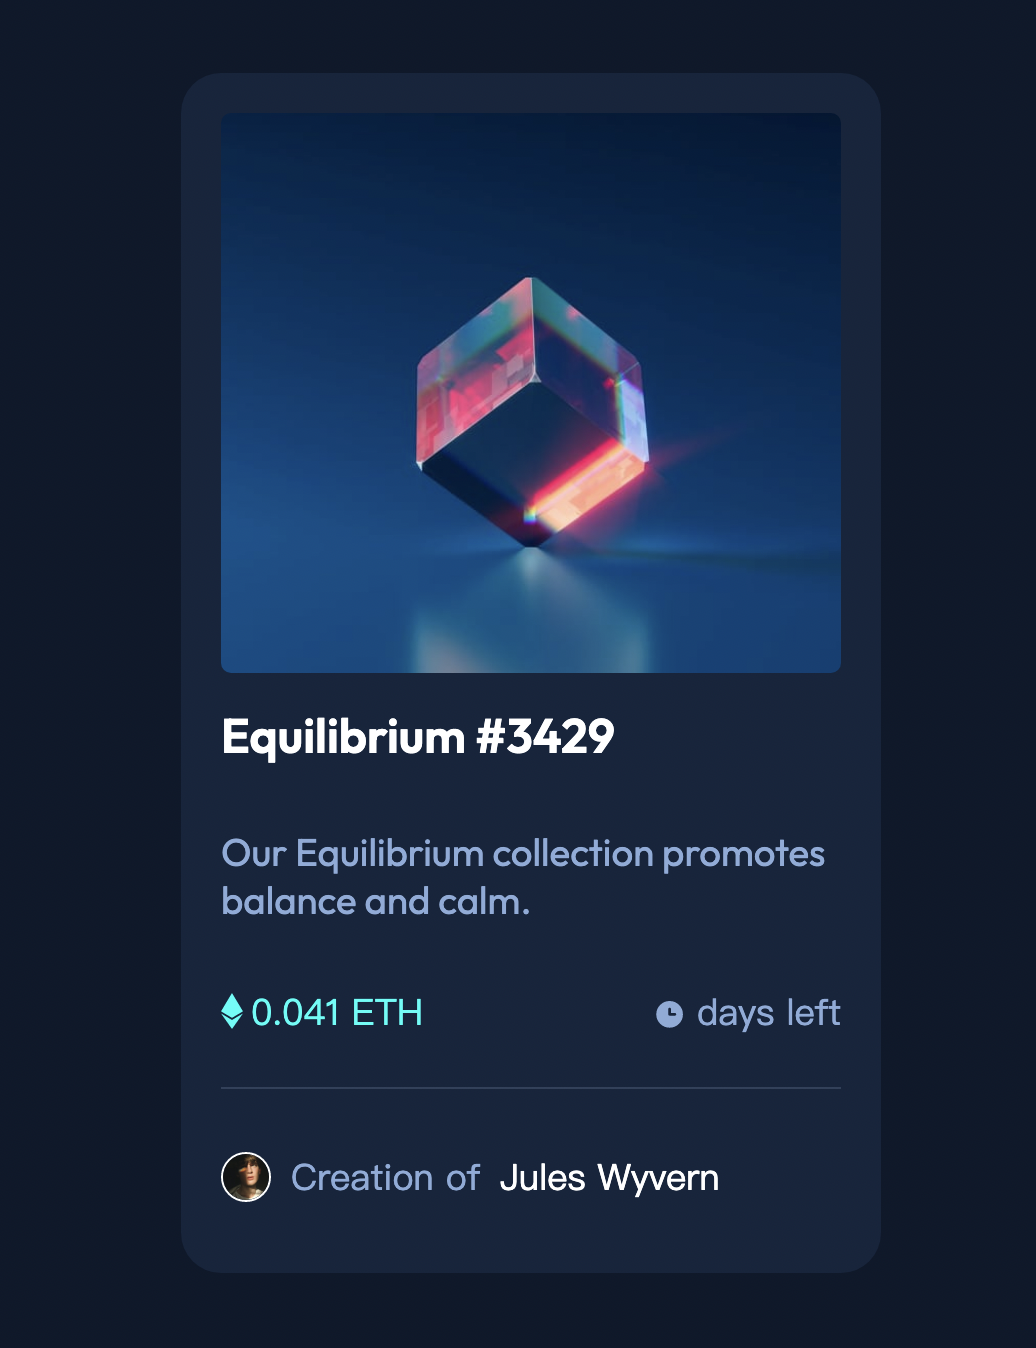 Equilibrium #3429
Our Equilibrium collection promotes
balance and calm.
0.041 ETH
days left
Creation of Jules Wyvern